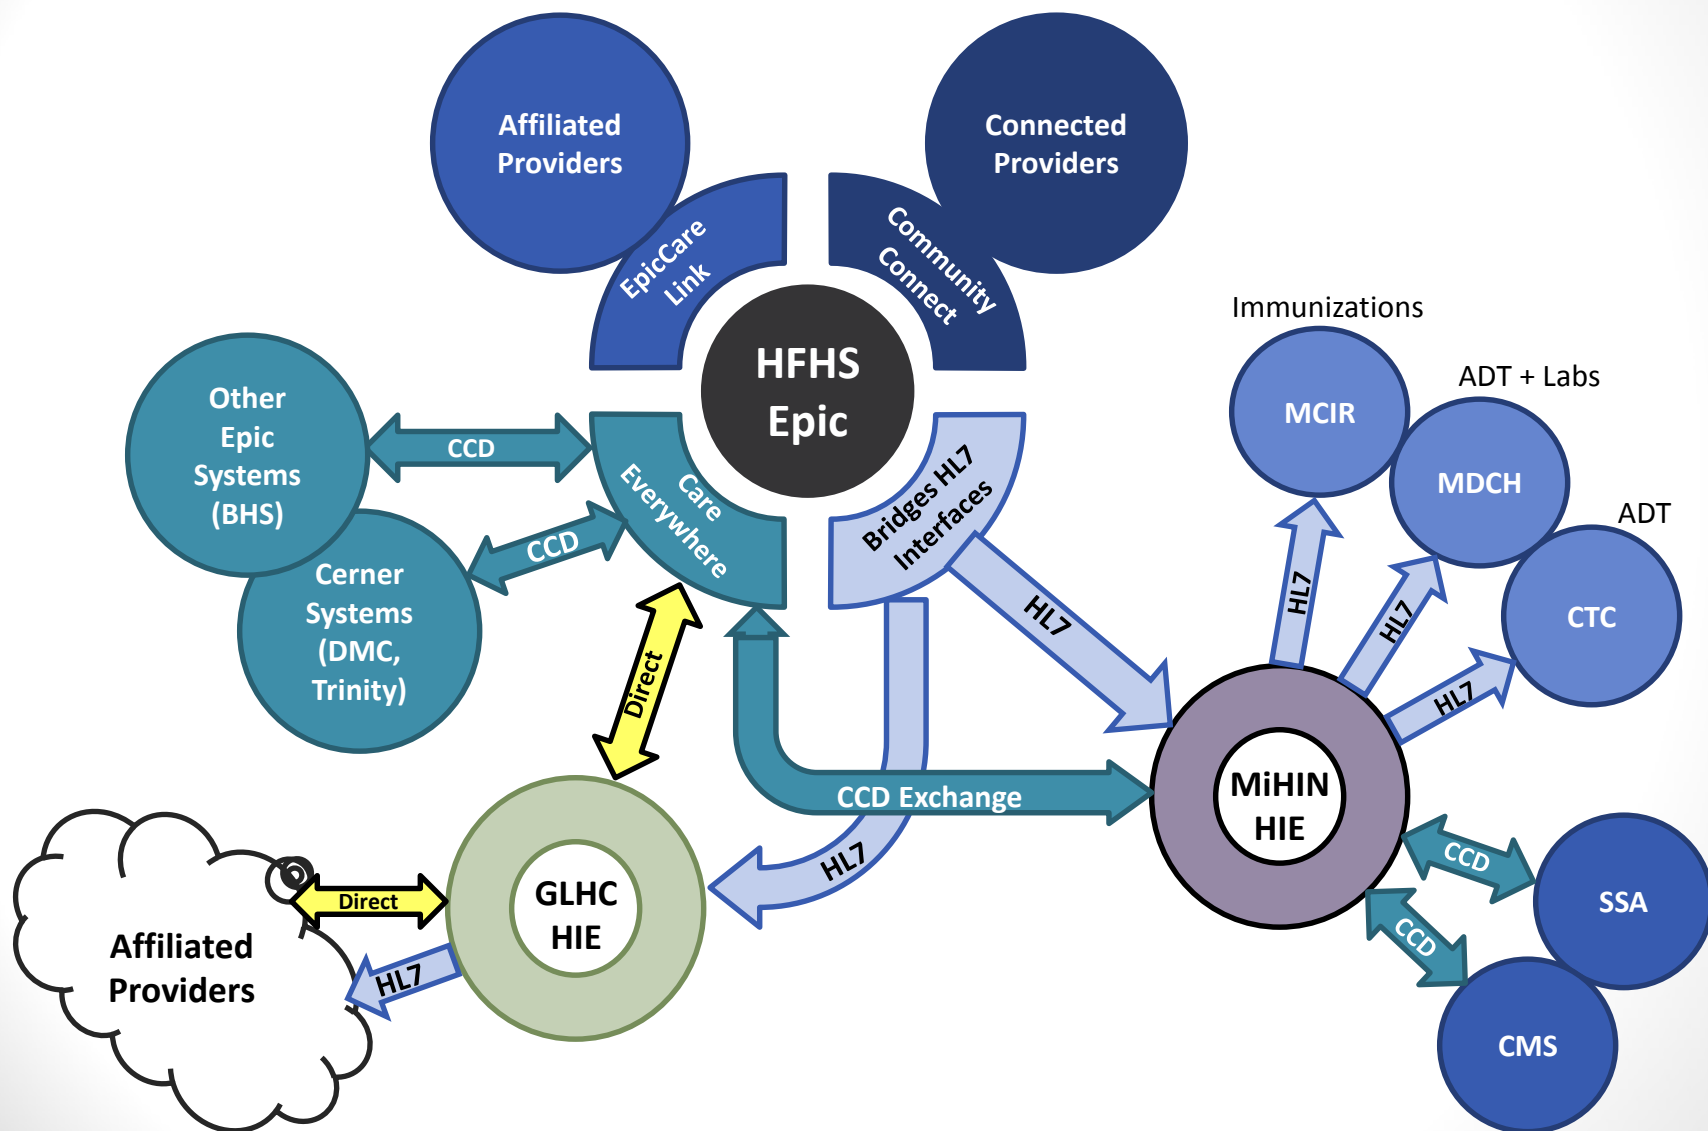 Affiliated
Providers
Connected
Providers
EpicCare
Link
Community
Connect
HFHS
Epic
Immunizations
MCIR
ADT + Labs
MDCH
ADT
CTC
Other
Epic
Systems
(BHS)
CCD
Care
Everywhere
Bridges HL7
Interfaces
Cerner
Systems
(DMC,
Trinity)
CCD
HL7
HL7
HL7
HL7
Direct
CCD Exchange
MiHIN
HIE
HL7
CCD
SSA
CCD
CMS
GLHC
HIE
Direct
HL7
Affiliated
Providers